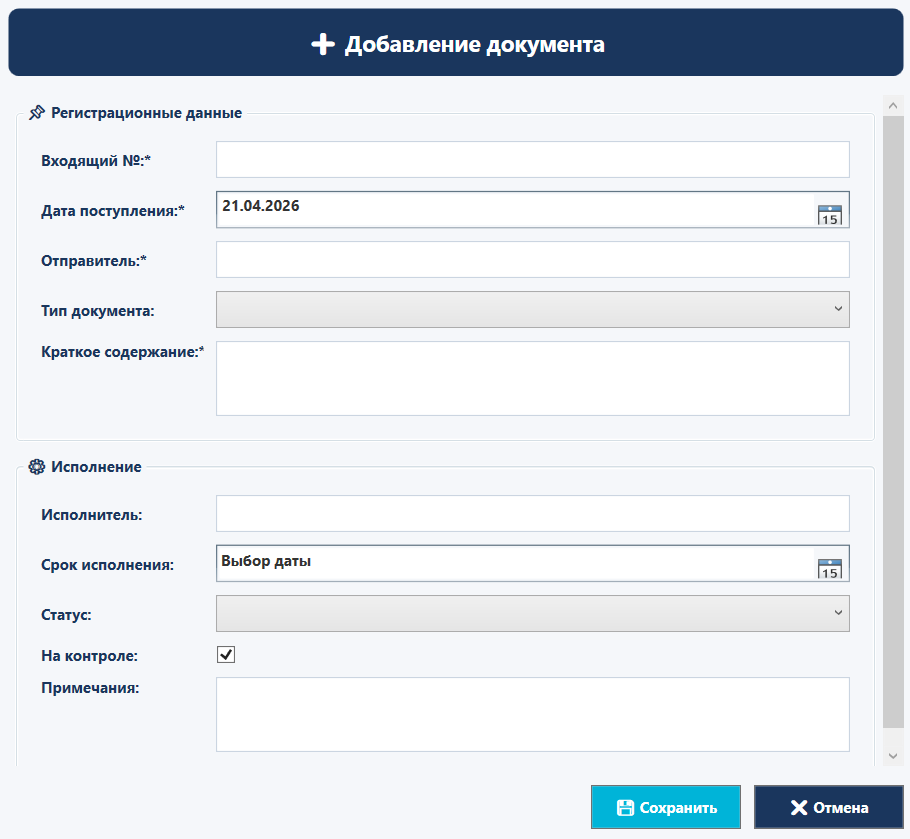 Добавление документа
Регистрационные данные
Входящий №:*
Дата поступления:* 21.04.2026
15
Отправитель:*
Тип документа:
Краткое содержание:*
Исполнение
Исполнитель:
Срок исполнения: Выбор даты
15
Статус:
На контроле:
Примечания:
Сохранить Отмена